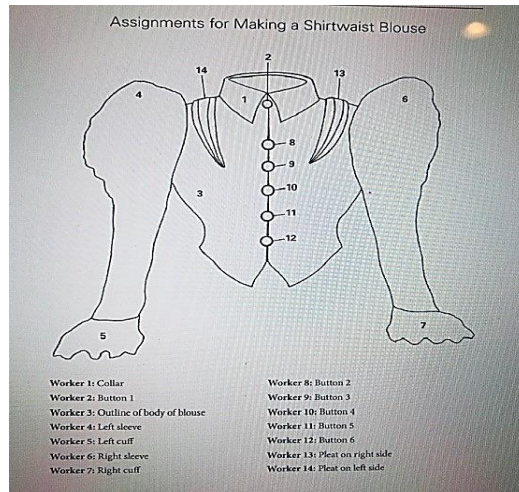 Assignments for Making a Shirtwaist Blouse
2
14
13
4
1
6
8
9
3
10
11
12
5
7
Worker 1: Collar
Worker 2: Button 1
Worker 3: Outline of body of blouse
Worker 4: Left sleeve
Worker 5: Left cuff
Worker 6: Right sleeve
Worker 7: Right cuff
Worker 8: Button 2
Worker 9: Button 3
Worker 10: Button 4
Worker 11: Button 5
Worker 12: Button 6
Worker 13: Pleat on right side
Worker 14: Pleat on left side